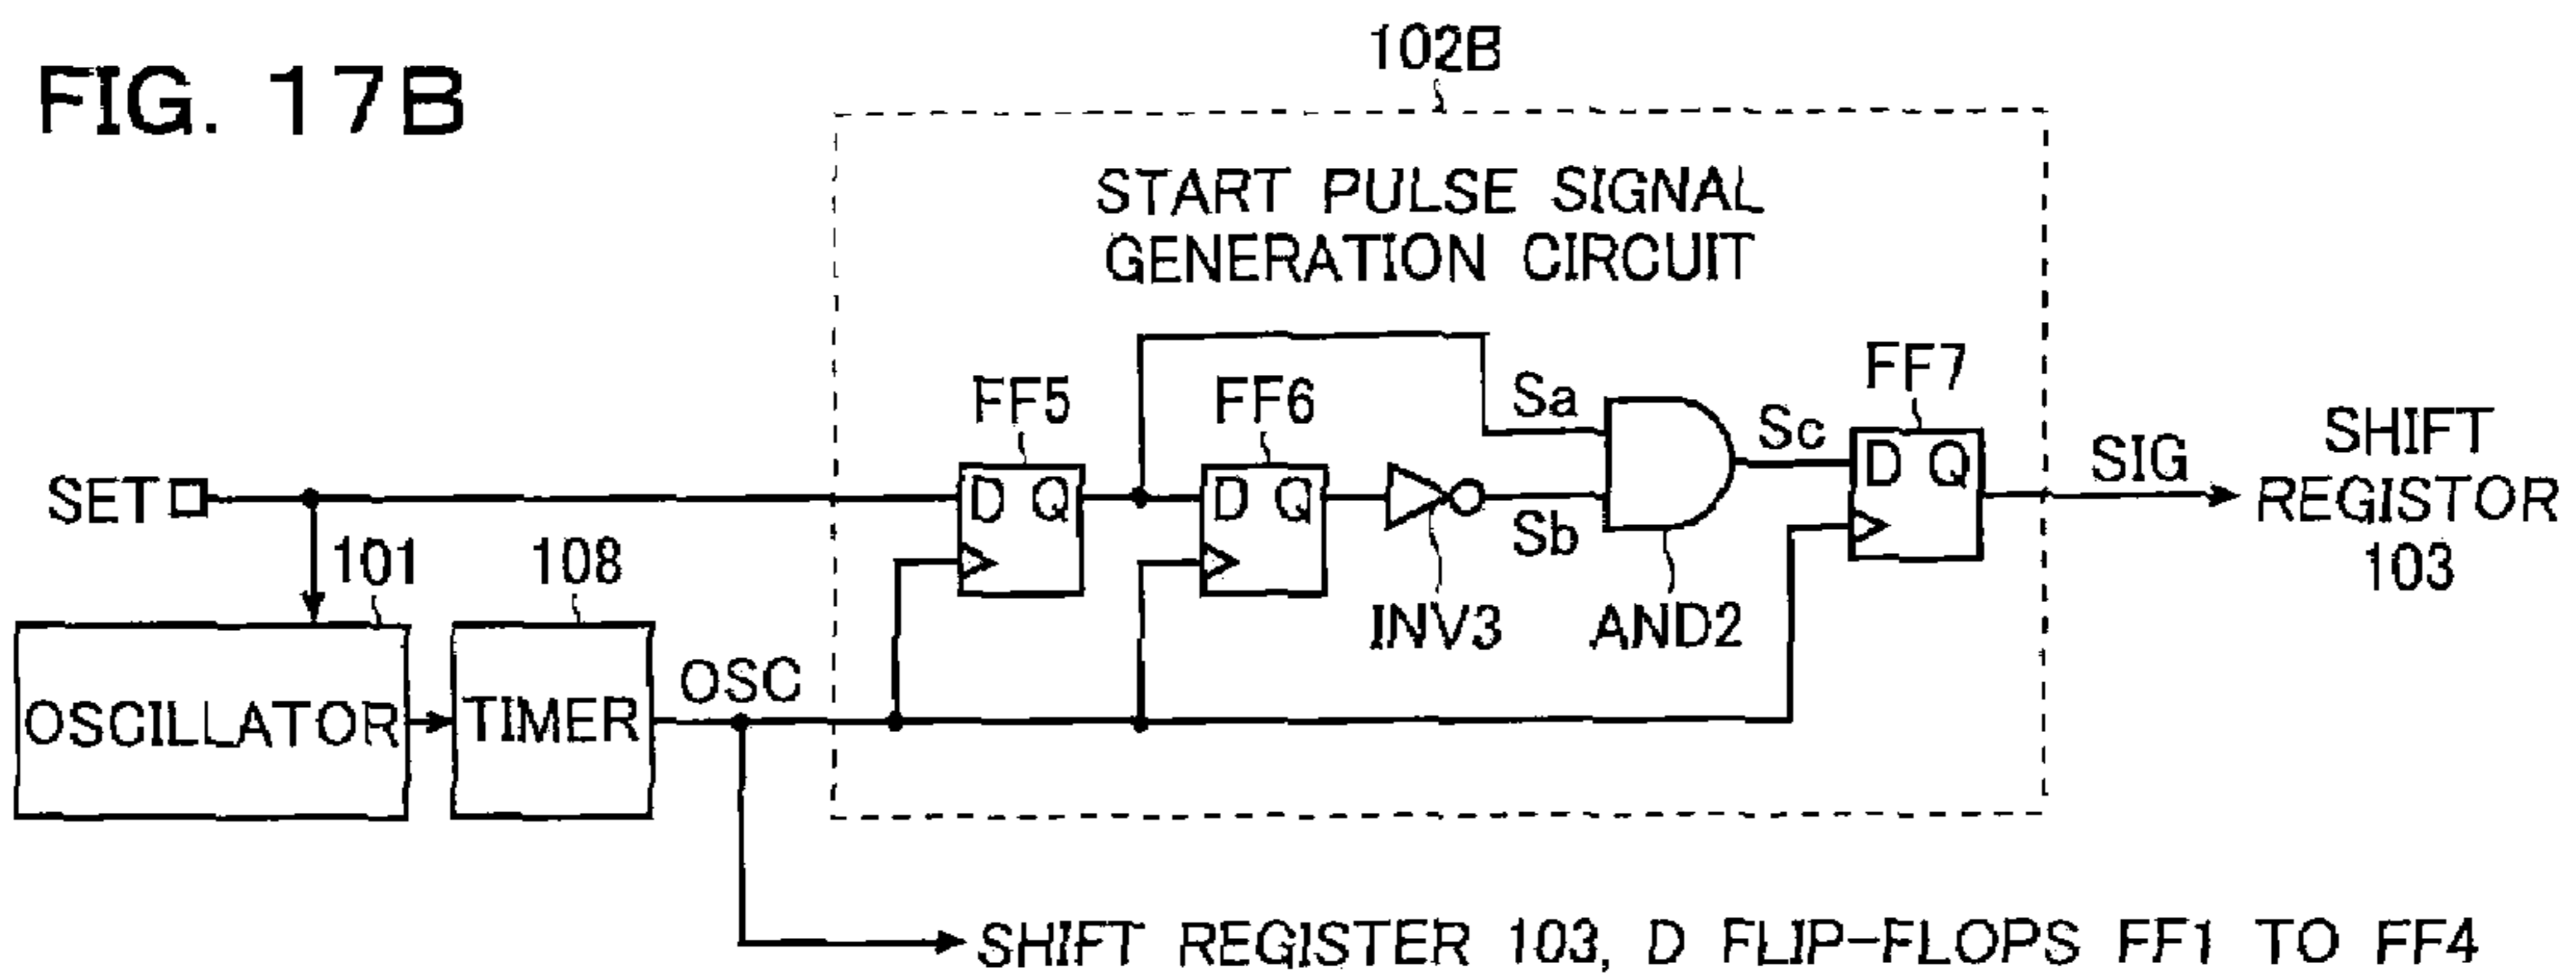 FIG. 17B
102B
START PULSE SIGNAL
GENERATION CIRCUIT
FF5
FF6
Sa
Sc
FF7
SET
D Q
D Q
Sb
D Q
SIG
SHIFT
REGISTOR
103
101
108
INV3
AND2
OSCILLATOR
TIMER
OSC
SHIFT REGISTER 103, D FLIP-FLOPS FF1 TO FF4